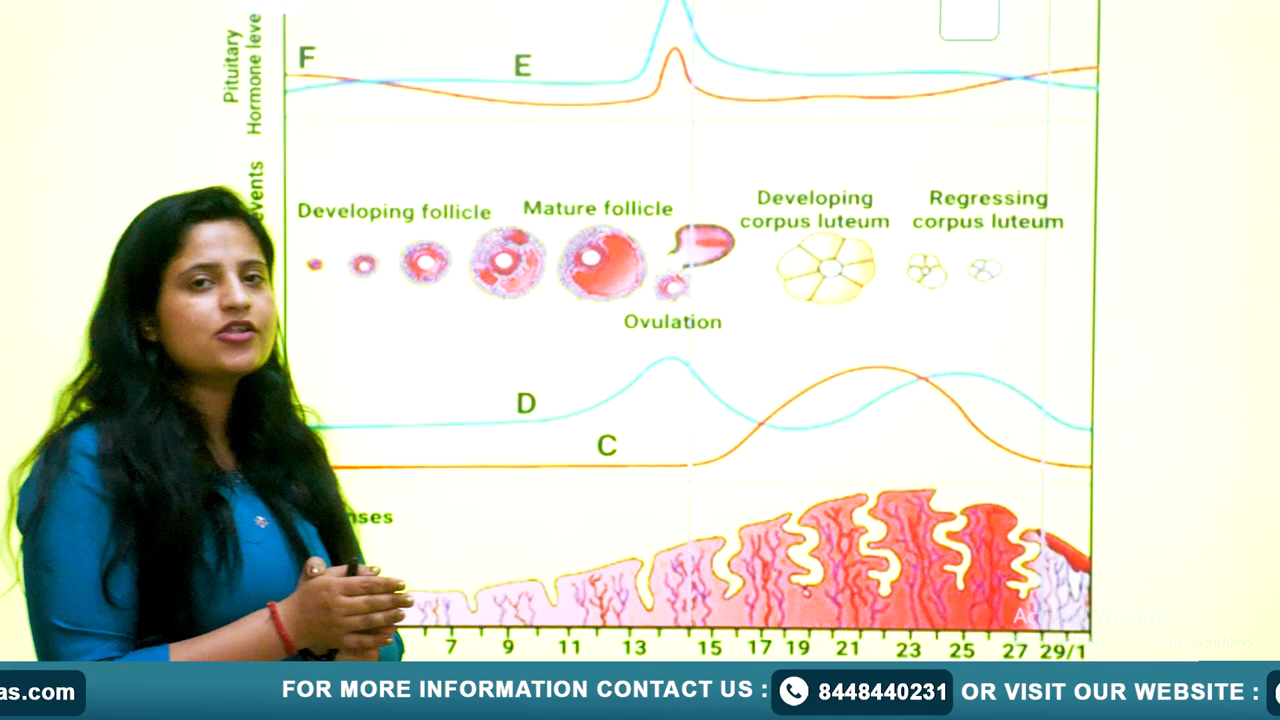 Pituitary
Hormone leve
F
E
events
Developing follicle
Mature follicle
Developing
corpus luteum
Regressing
corpus luteum
Ovulation
D
C
nses
7 9 11 13 15 17 19 21 23 25 27 29/1
as.com
FOR MORE INFORMATION CONTACT US :
8448440231
OR VISIT OUR WEBSITE :